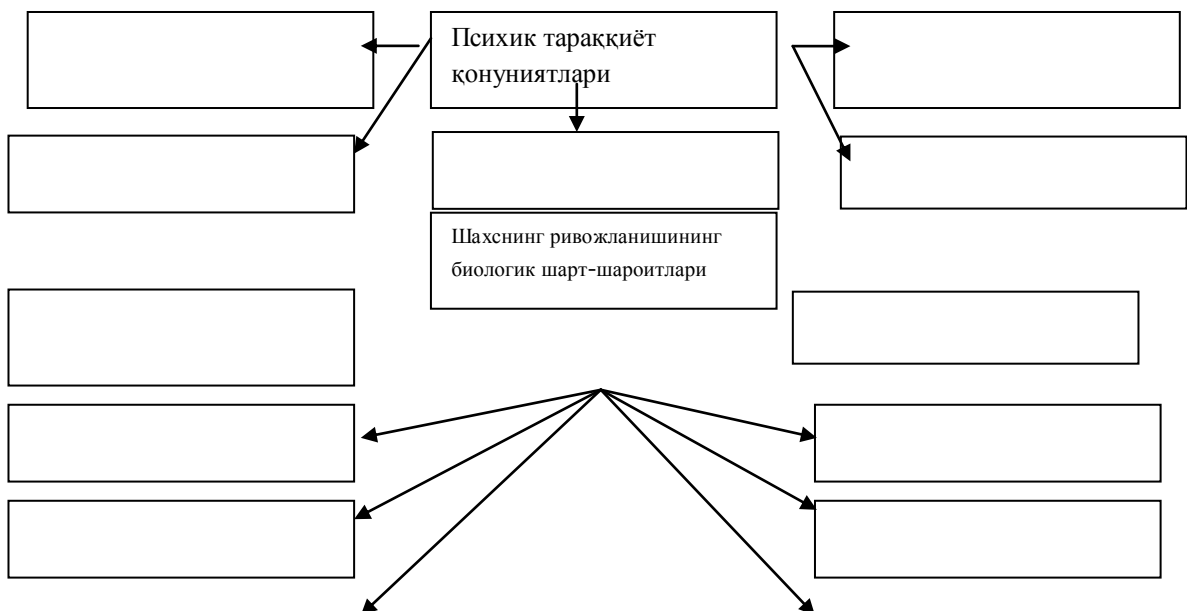 Психик тараққиёт
қонуниятлари
Шахснинг ривожланишининг
биологик шарт-шароитлари